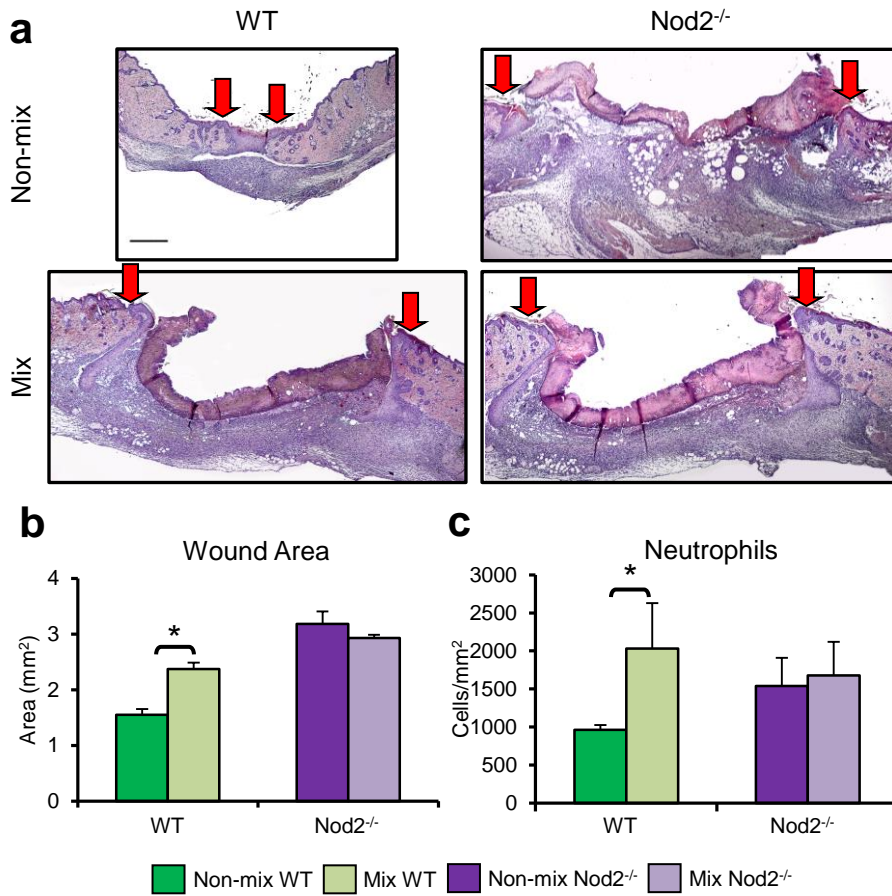 a
WT
Nod2⁻/⁻
Non-mix
Mix
b
Wound Area
4
3
2
1
0
Area (mm²)
*
WT
Nod2⁻/⁻
c
Neutrophils
3000
2500
2000
1500
1000
500
0
Cells/mm²
*
WT
Nod2⁻/⁻
Non-mix WT
Mix WT
Non-mix Nod2⁻/⁻
Mix Nod2⁻/⁻